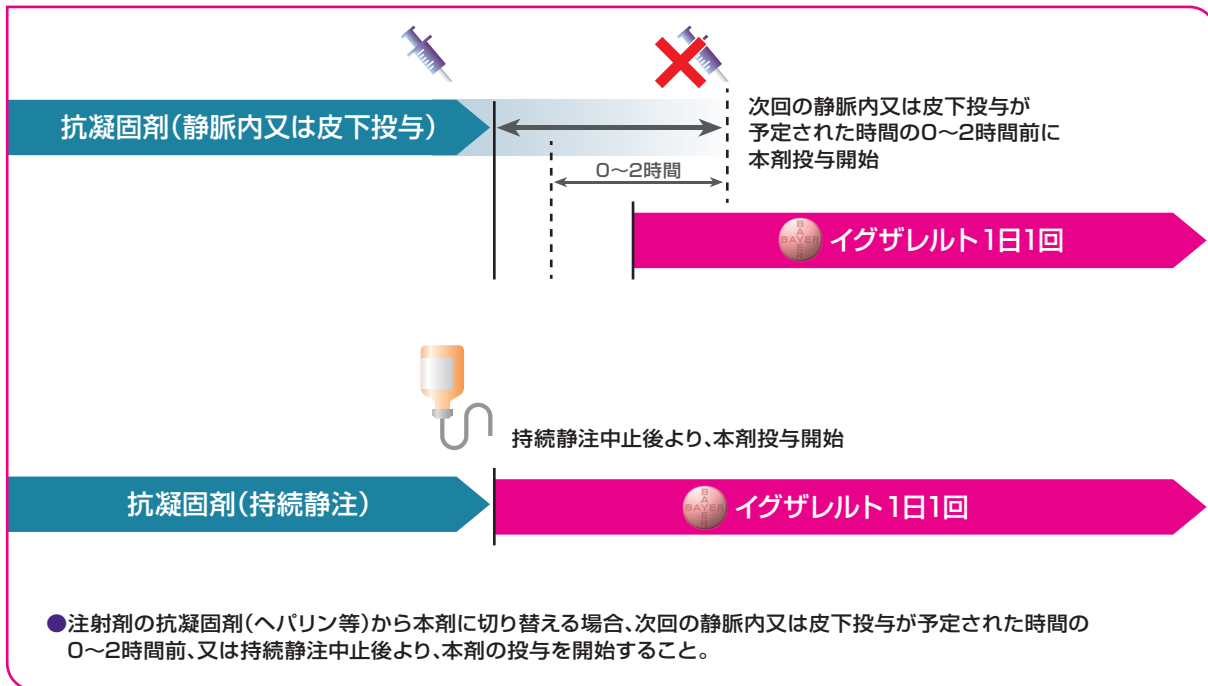 抗凝固剤(静脈内又は皮下投与)
次回の静脈内又は皮下投与が
予定された時間の0〜2時間前に
本剤投与開始
0〜2時間
BAYER
BAYER
イグザレルト1日1回
持続静注中止後より、本剤投与開始
抗凝固剤(持続静注)
BAYER
BAYER
イグザレルト1日1回
●注射剤の抗凝固剤(ヘパリン等)から本剤に切り替える場合、次回の静脈内又は皮下投与が予定された時間の
0〜2時間前、又は持続静注中止後より、本剤の投与を開始すること。